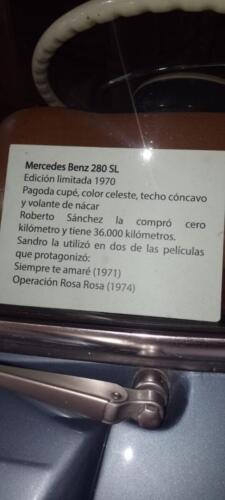 Mercedes Benz 280 SL
Edición limitada 1970
Pagoda cupé, color celeste, techo cóncavo
y volante de nácar
Roberto Sánchez la compró cero
kilómetro y tiene 36.000 kilómetros.
Sandro la utilizó en dos de las películas
que protagonizó:
Siempre te amaré (1971)
Operación Rosa Rosa (1974)